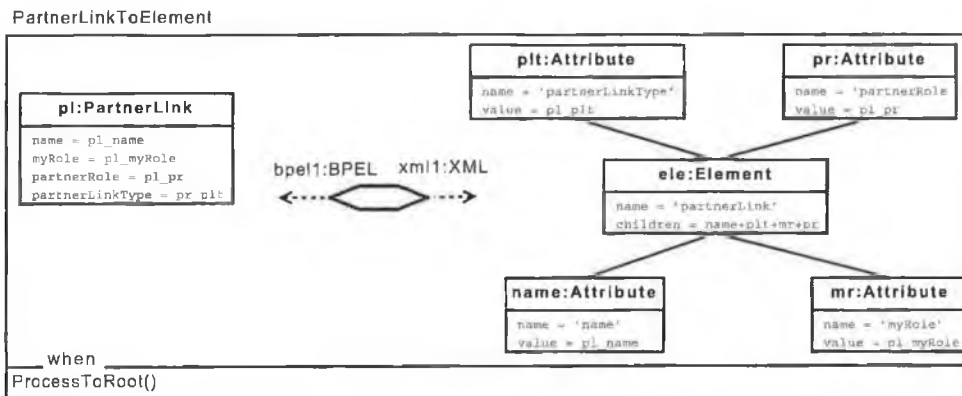 PartnerLinkToElement
pl:PartnerLink
name = pl_name
myRole = pl_myRole
partnerRole = pl_pr
partnerLinkType = pr_plt
bpel1:BPEL
xml1:XML
plt:Attribute
name = 'partnerLinkType'
value = pl_plt
pr:Attribute
name = 'partnerRole
value = pl_pr
ele:Element
name = 'partnerLink'
children = name+plt+mr+pr
name:Attribute
name = 'name'
value = pl_name
mr:Attribute
name = 'myRole'
value = pl_myRole
when
ProcessToRoot()